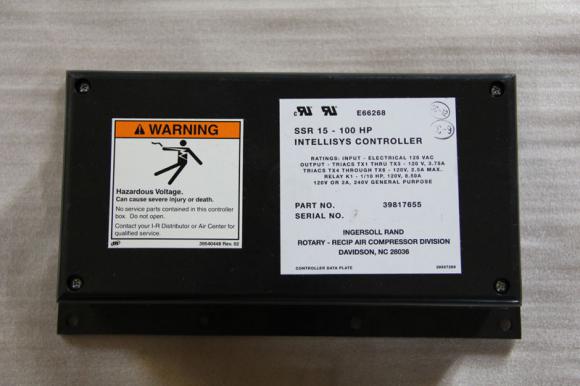 WARNING
Hazardous Voltage.
Can cause severe injury or death.
No service parts contained in this controller
box. Do not open.
Contact your I-R Distributor or Air Center for
qualified service.
39540448 Rev. 02
E66268
SSR 15 - 100 HP
INTELLISYS CONTROLLER
RATINGS: INPUT - ELECTRICAL 125 VAC
OUTPUT - TRIACS TX1 THRU TX3 - 120 V, 3.75A
TRIACS TX4 THROUGH TX6 - 120V, 2.5A MAX.
RELAY K1 - 1/10 HP, 120V, 8.50A
120V OR 2A, 240V GENERAL PURPOSE
PART NO. 39817655
SERIAL NO.
INGERSOLL RAND
ROTARY - RECIP AIR COMPRESSOR DIVISION
DAVIDSON, NC 28036
CONTROLLER DATA PLATE